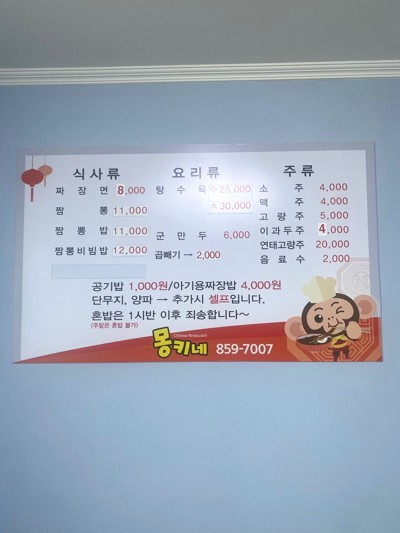 식사류 요리류 주류
짜장면 8,000 탕수육 中 25,000 소주 4,000
大 30,000 맥주 4,000
짬뽕 11,000 고량주 5,000
짬뽕밥 11,000 군만두 6,000 이과두주 4,000
짬뽕비빔밥 12,000 곱빼기→2,000 연태고량주 20,000
음료수 2,000
공기밥 1,000원/아기용짜장밥 4,000원
단무지, 양파 → 추가시 셀프입니다.
혼밥은 1시반 이후 죄송합니다~
(주말은 혼밥 불가)
Chinese Restaurant
몽키네 859-7007